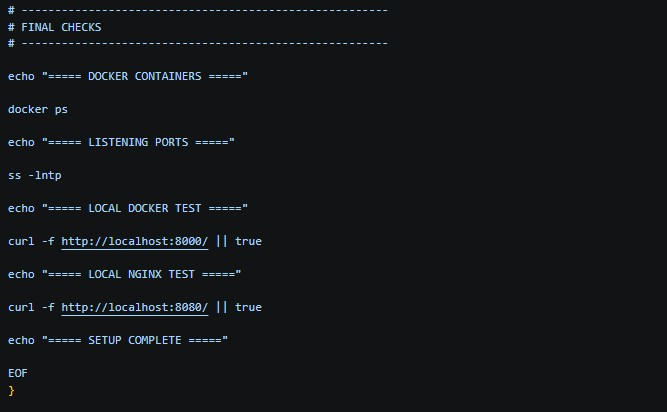 # -------------------------------------------------------
# FINAL CHECKS
# -------------------------------------------------------
echo "===== DOCKER CONTAINERS ====="
docker ps
echo "===== LISTENING PORTS ====="
ss -lntp
echo "===== LOCAL DOCKER TEST ====="
curl -f http://localhost:8000/ || true
echo "===== LOCAL NGINX TEST ====="
curl -f http://localhost:8080/ || true
echo "===== SETUP COMPLETE ====="
EOF
}